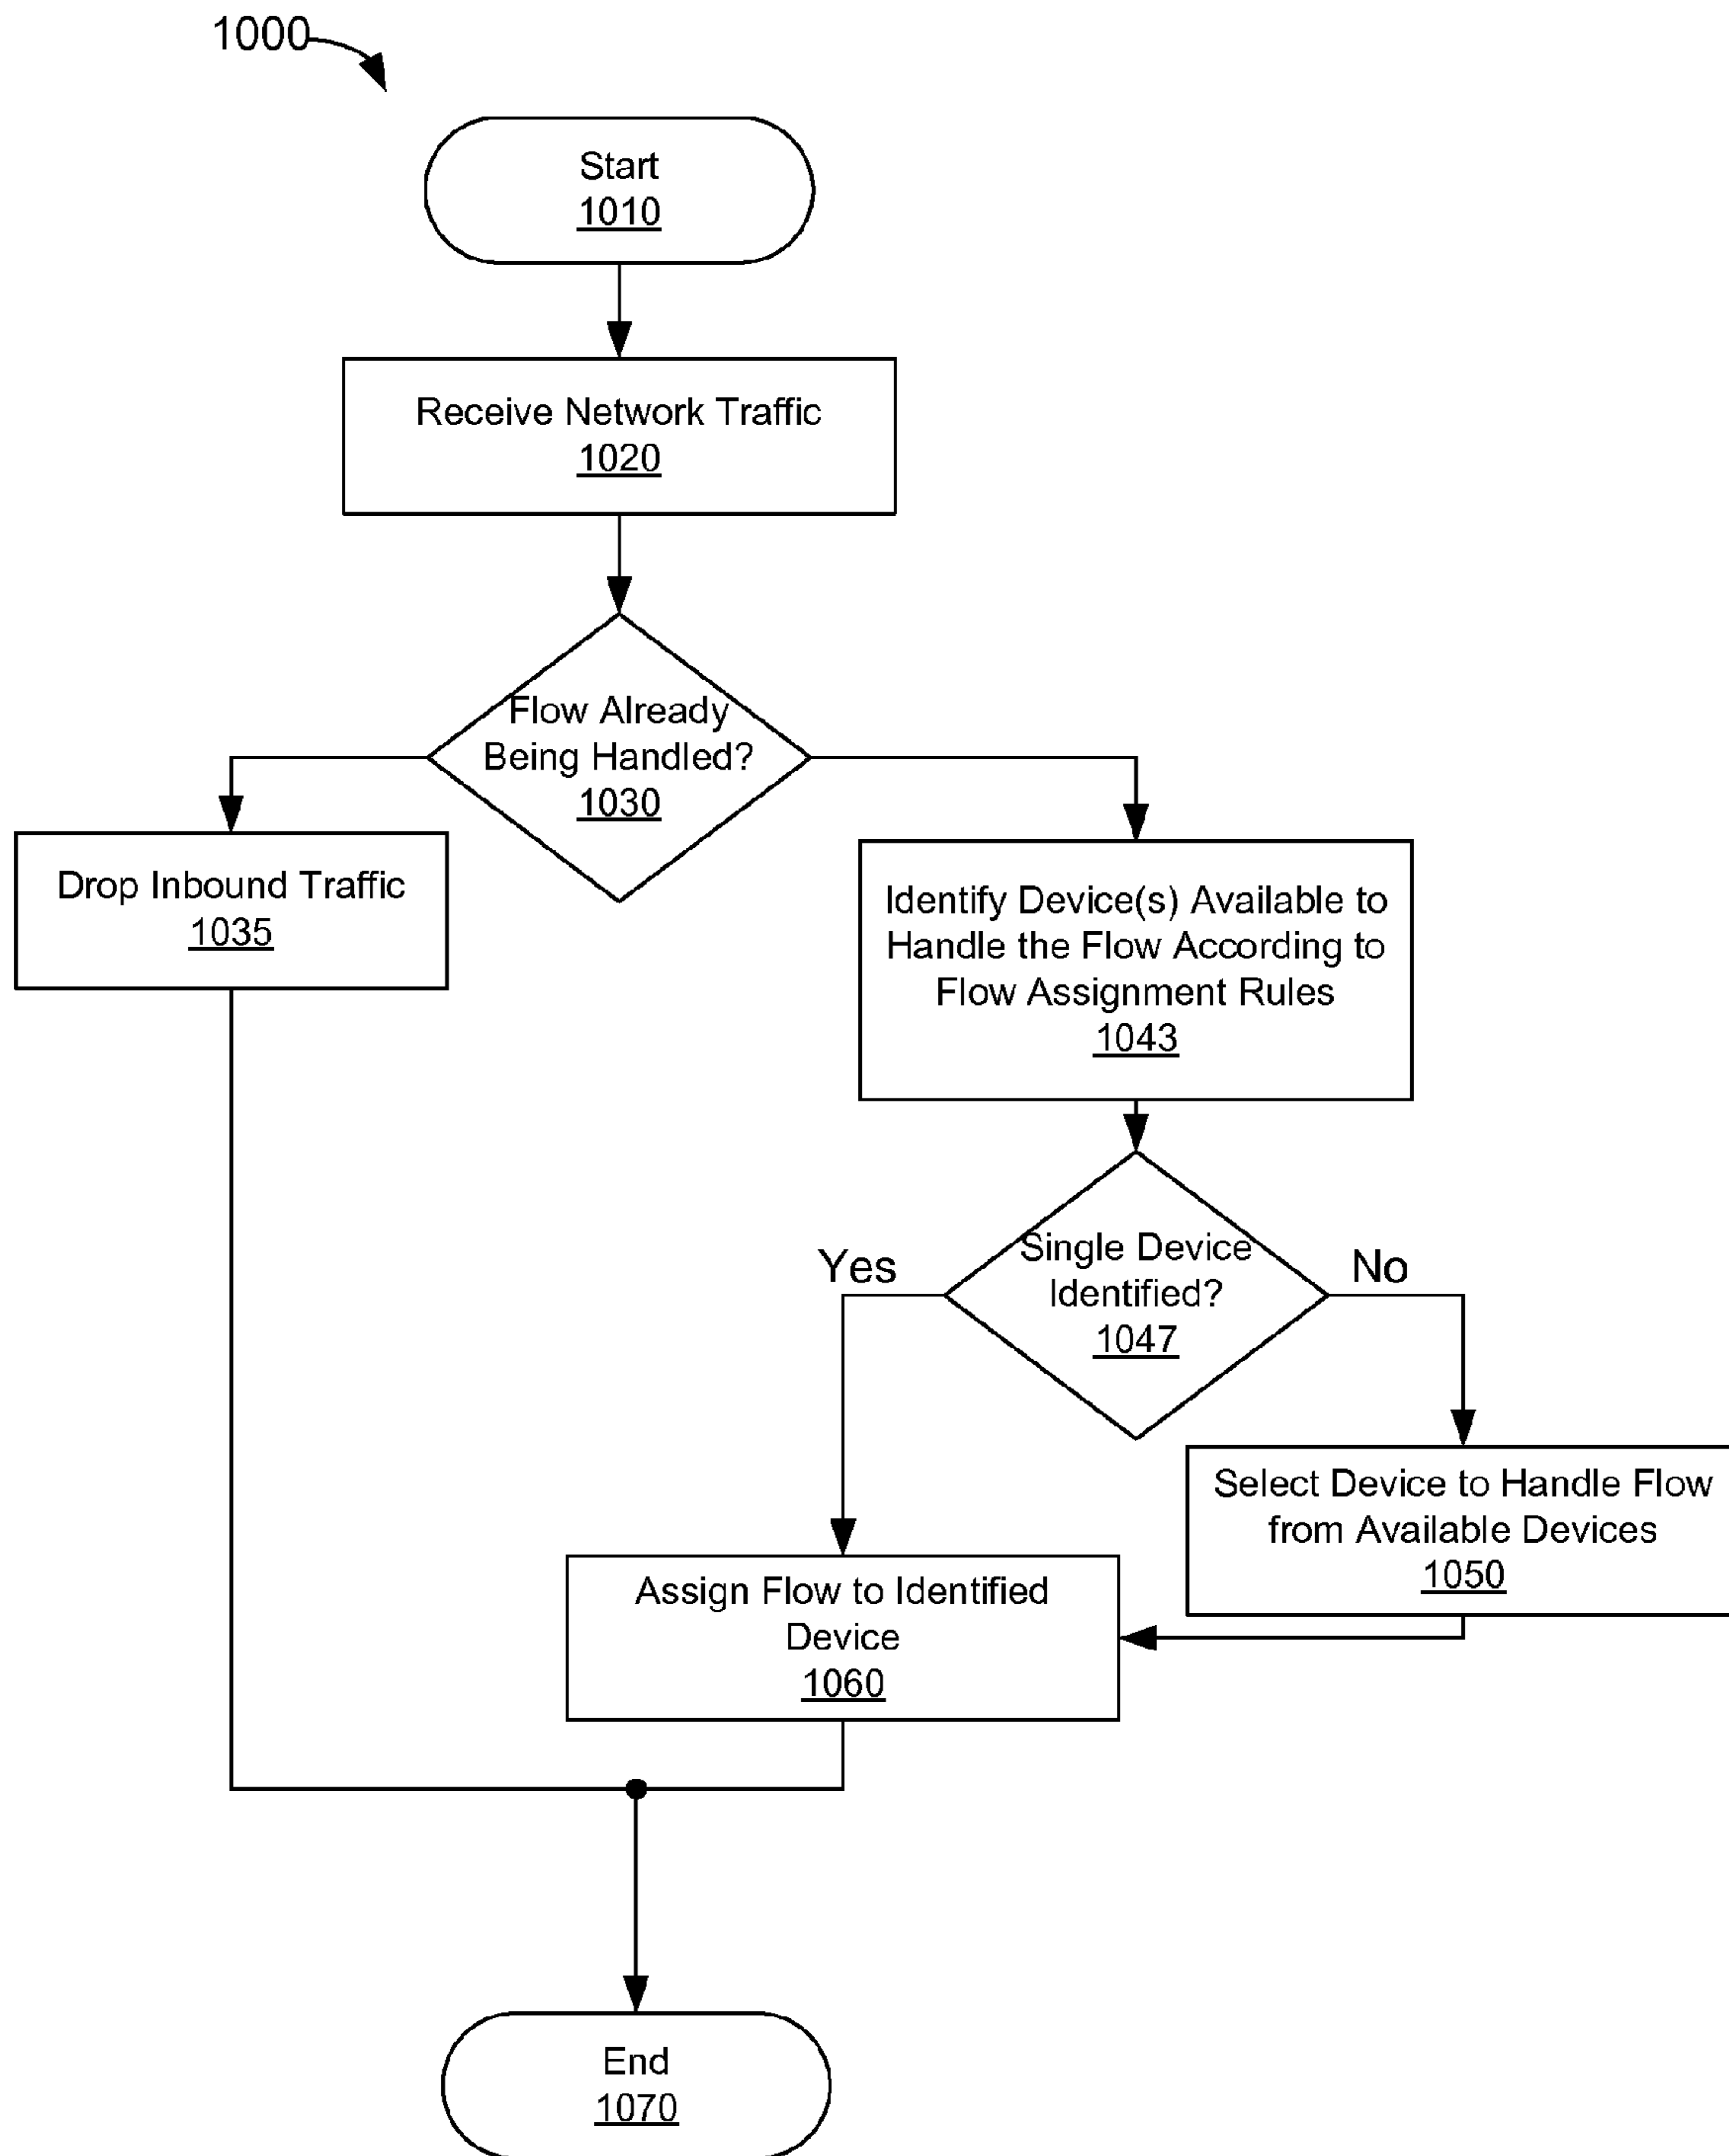 1000
Start
1010
Receive Network Traffic
1020
Flow Already
Being Handled?
1030
Drop Inbound Traffic
1035
Identify Device(s) Available to
Handle the Flow According to
Flow Assignment Rules
1043
Single Device
Identified?
1047
Yes
No
Select Device to Handle Flow
from Available Devices
1050
Assign Flow to Identified
Device
1060
End
1070